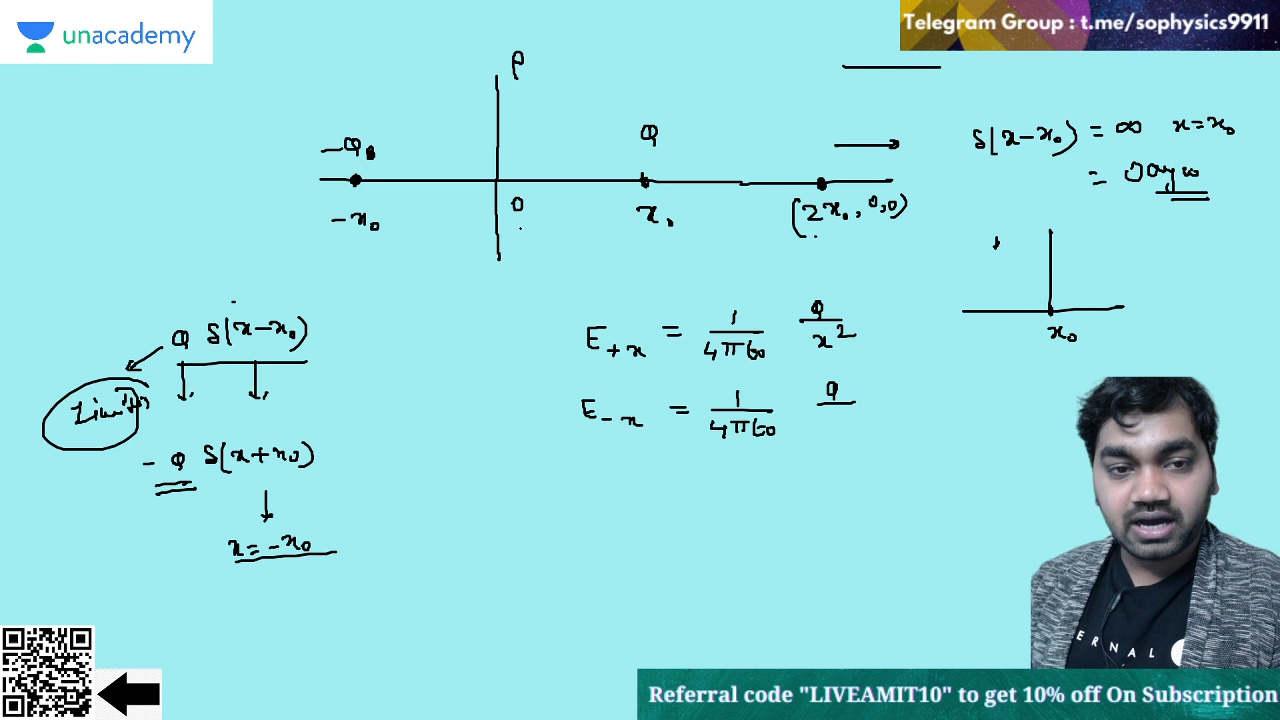 unacademy
Telegram Group : t.me/sophysics9911
ρ
-Q Q
-x₀ 0 x₀ (2x₀, 0,0)
δ(x-x₀) = ∞ x=x₀
= 0
x₀
Q δ(x-x₀)
- Q δ(x+x₀)
x = -x₀
E₊ₓ = 1/4πε₀ Q/x²
E₋ₓ = 1/4πε₀ Q
ERNAL
Referral code "LIVEAMIT10" to get 10% off On Subscription